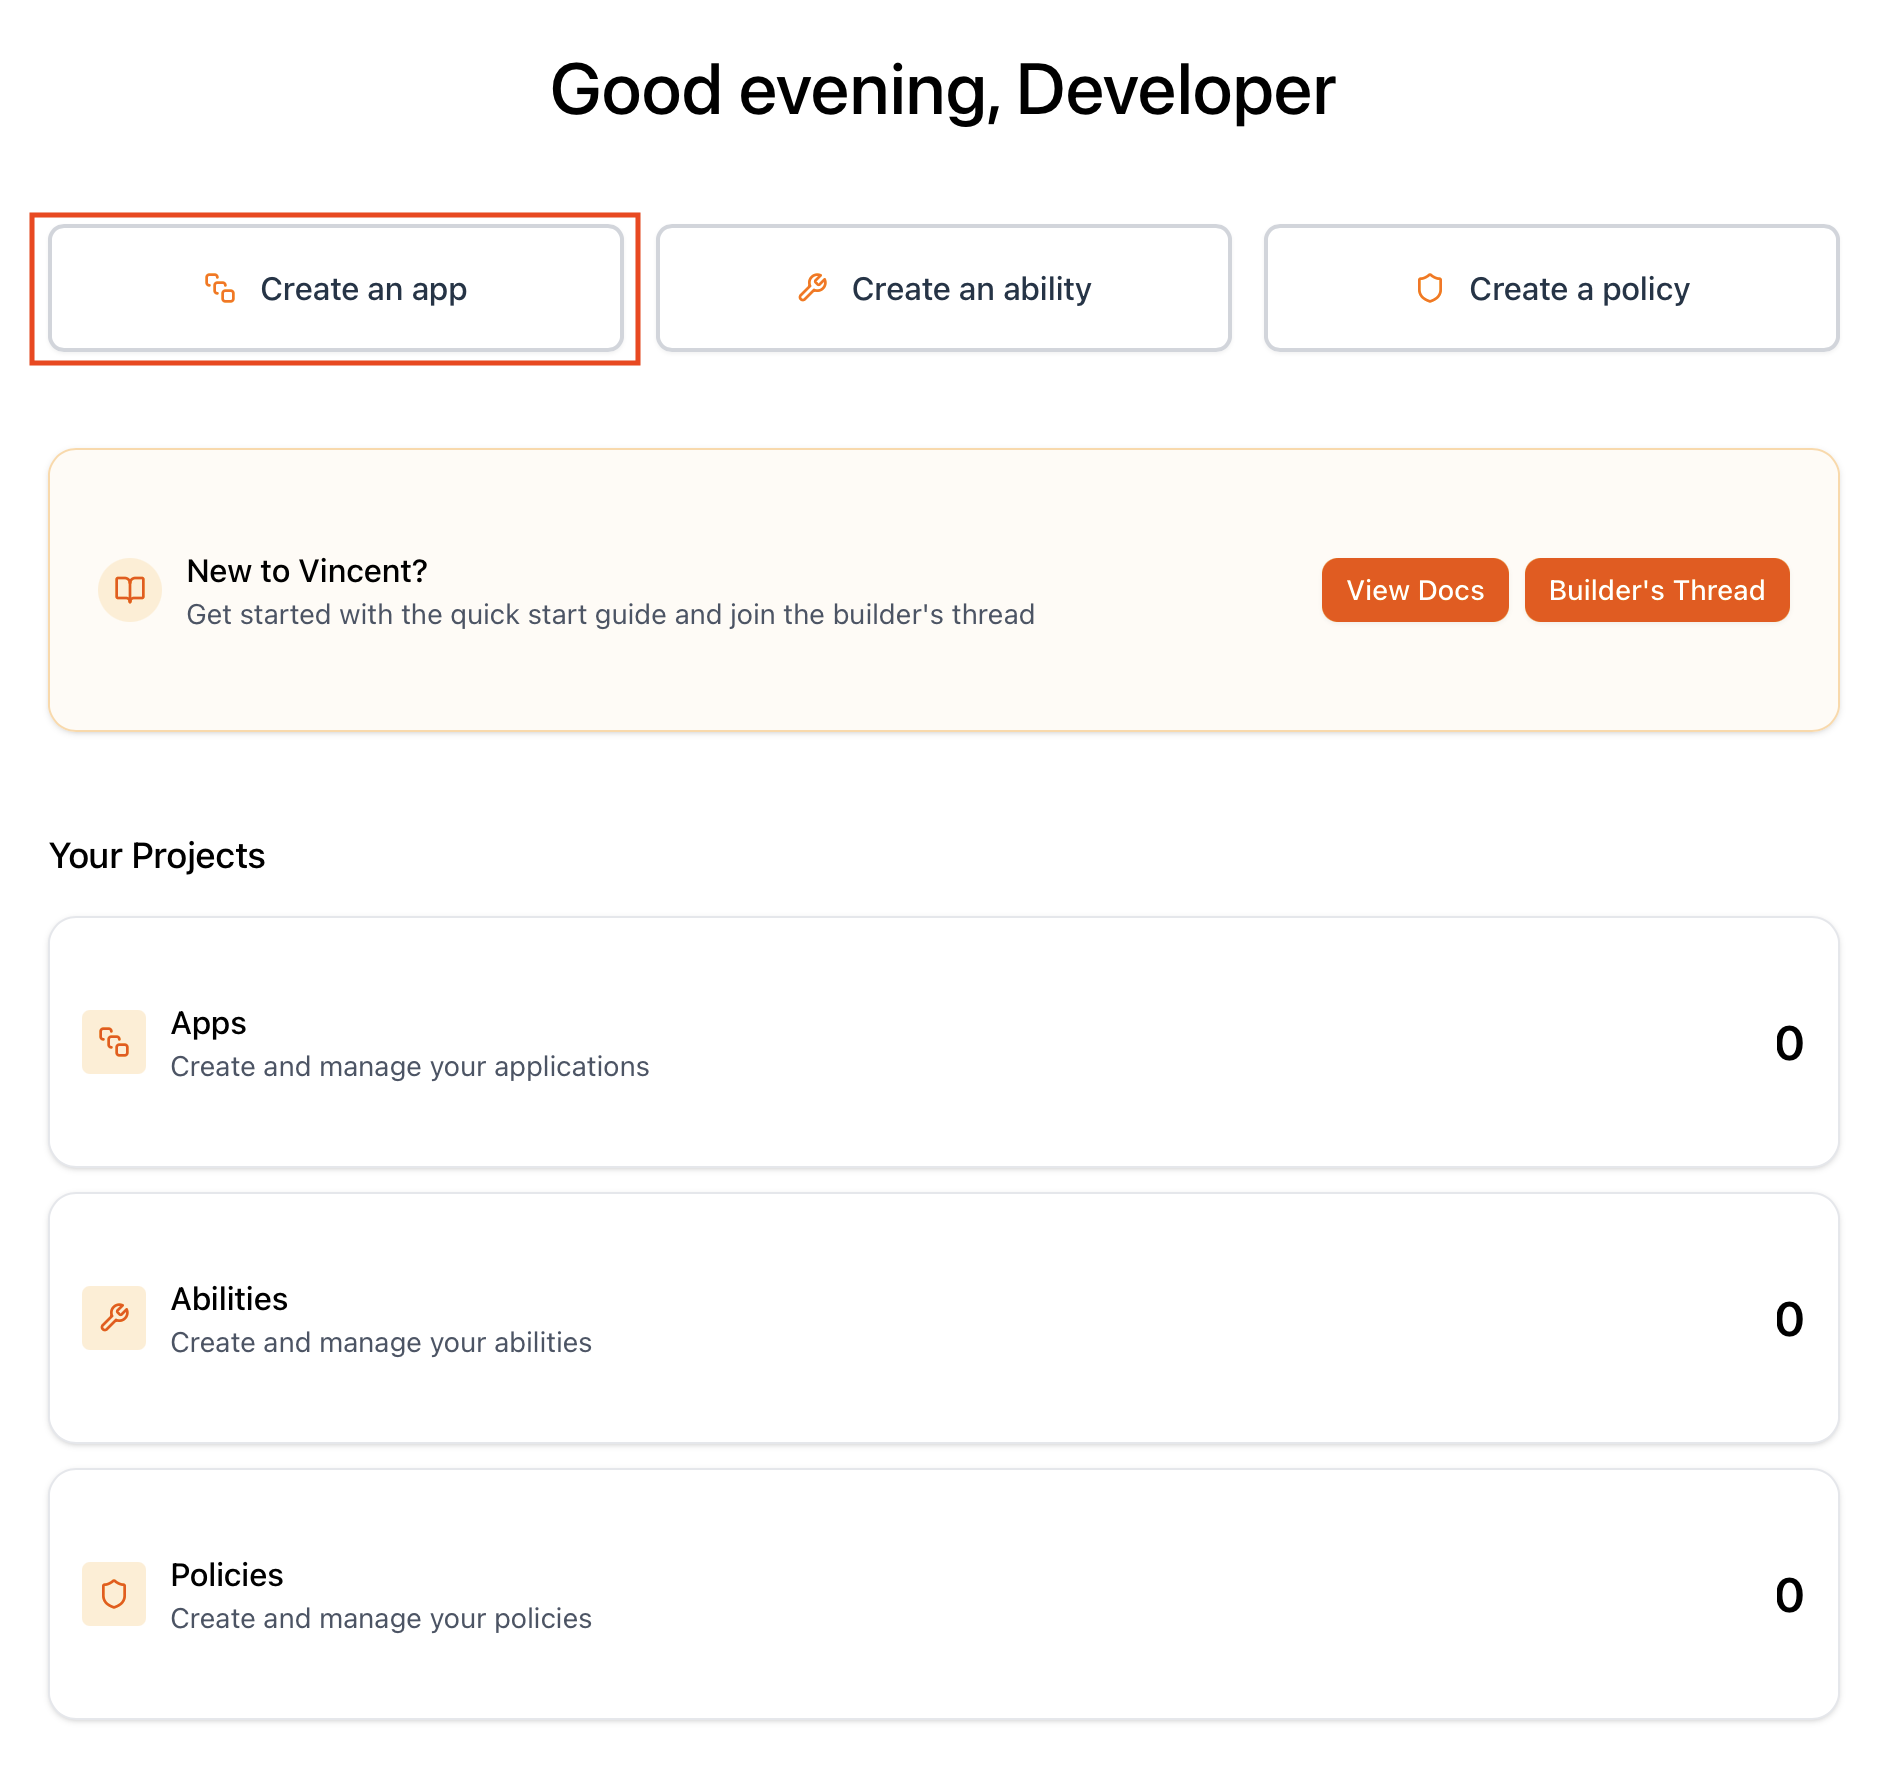 Good evening, Developer
Create an app
Create an ability
Create a policy
New to Vincent?
Get started with the quick start guide and join the builder's thread
View Docs
Builder's Thread
Your Projects
Apps
Create and manage your applications
0
Abilities
Create and manage your abilities
0
Policies
Create and manage your policies
0